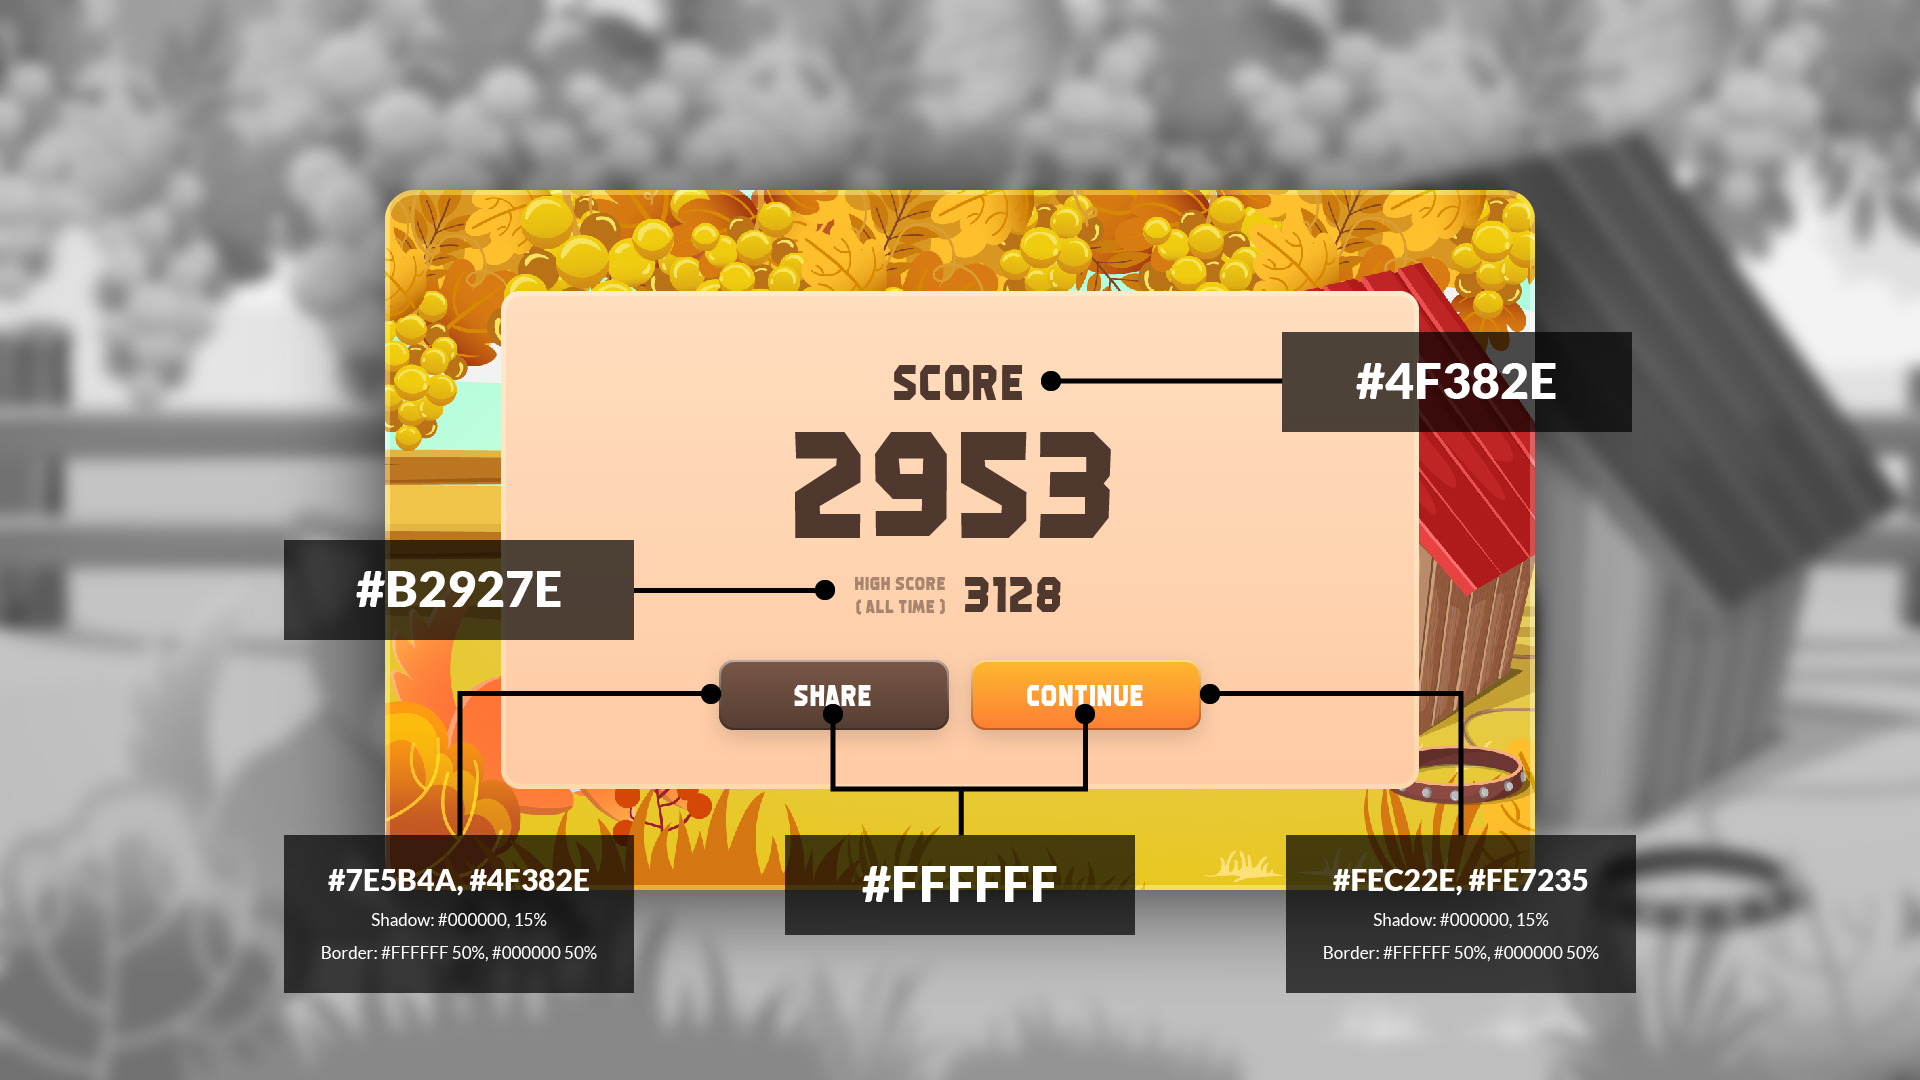 SCORE
#4F382E
2953
#B2927E
HIGH SCORE
( ALL TIME )
3128
SHARE
CONTINUE
#7E5B4A, #4F382E
Shadow: #000000, 15%
Border: #FFFFFF 50%, #000000 50%
#FFFFFF
#FEC22E, #FE7235
Shadow: #000000, 15%
Border: #FFFFFF 50%, #000000 50%